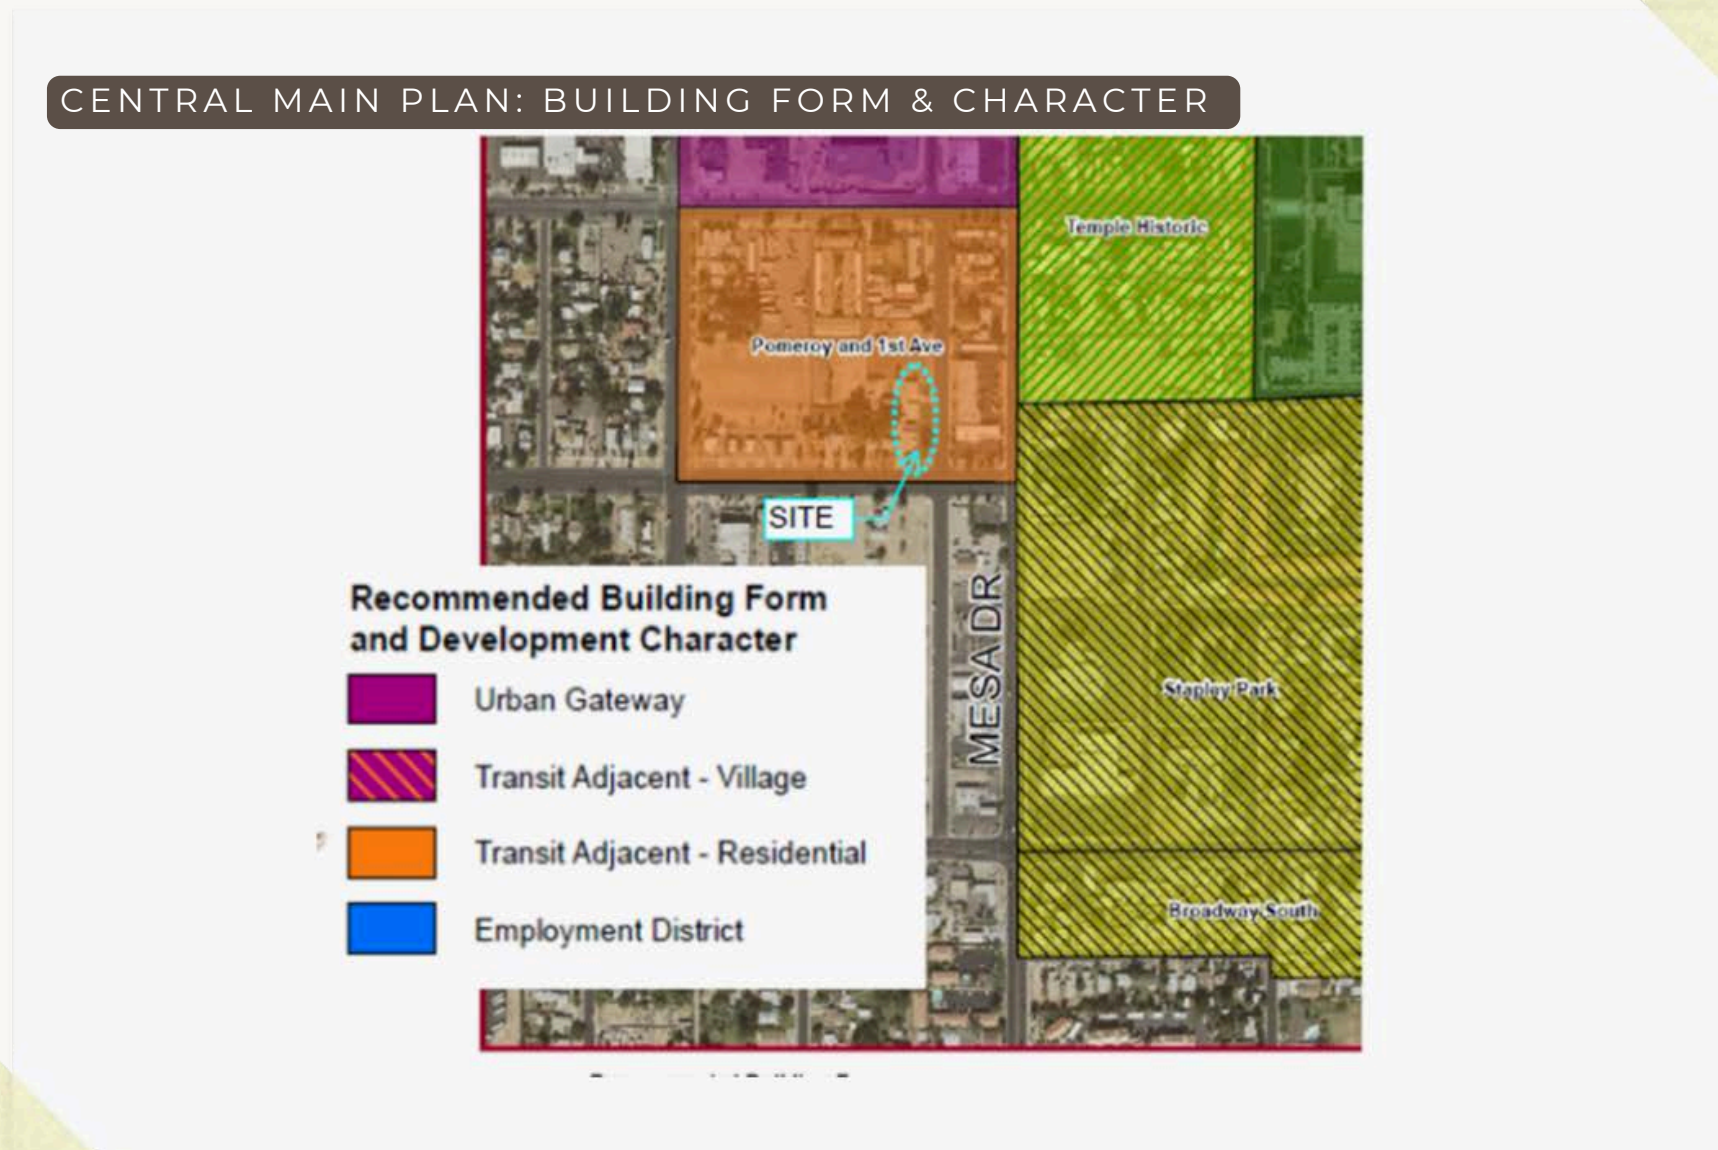 CENTRAL MAIN PLAN: BUILDING FORM & CHARACTER
Temple Historic
Pomeroy and 1st Ave
SITE
MESA DR
Recommended Building Form
and Development Character
Urban Gateway
Transit Adjacent - Village
Transit Adjacent - Residential
Employment District
Stapley Park
Broadway South